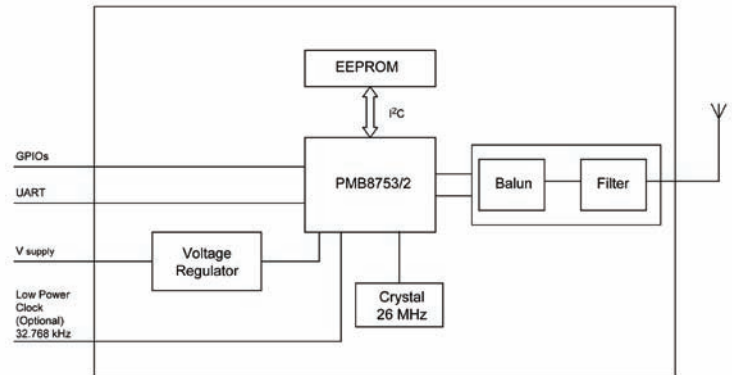 EEPROM
I²C
GPIOs
UART
PMB8753/2
Balun
Filter
V supply
Voltage
Regulator
Low Power
Clock
(Optional)
32.768 kHz
Crystal
26 MHz